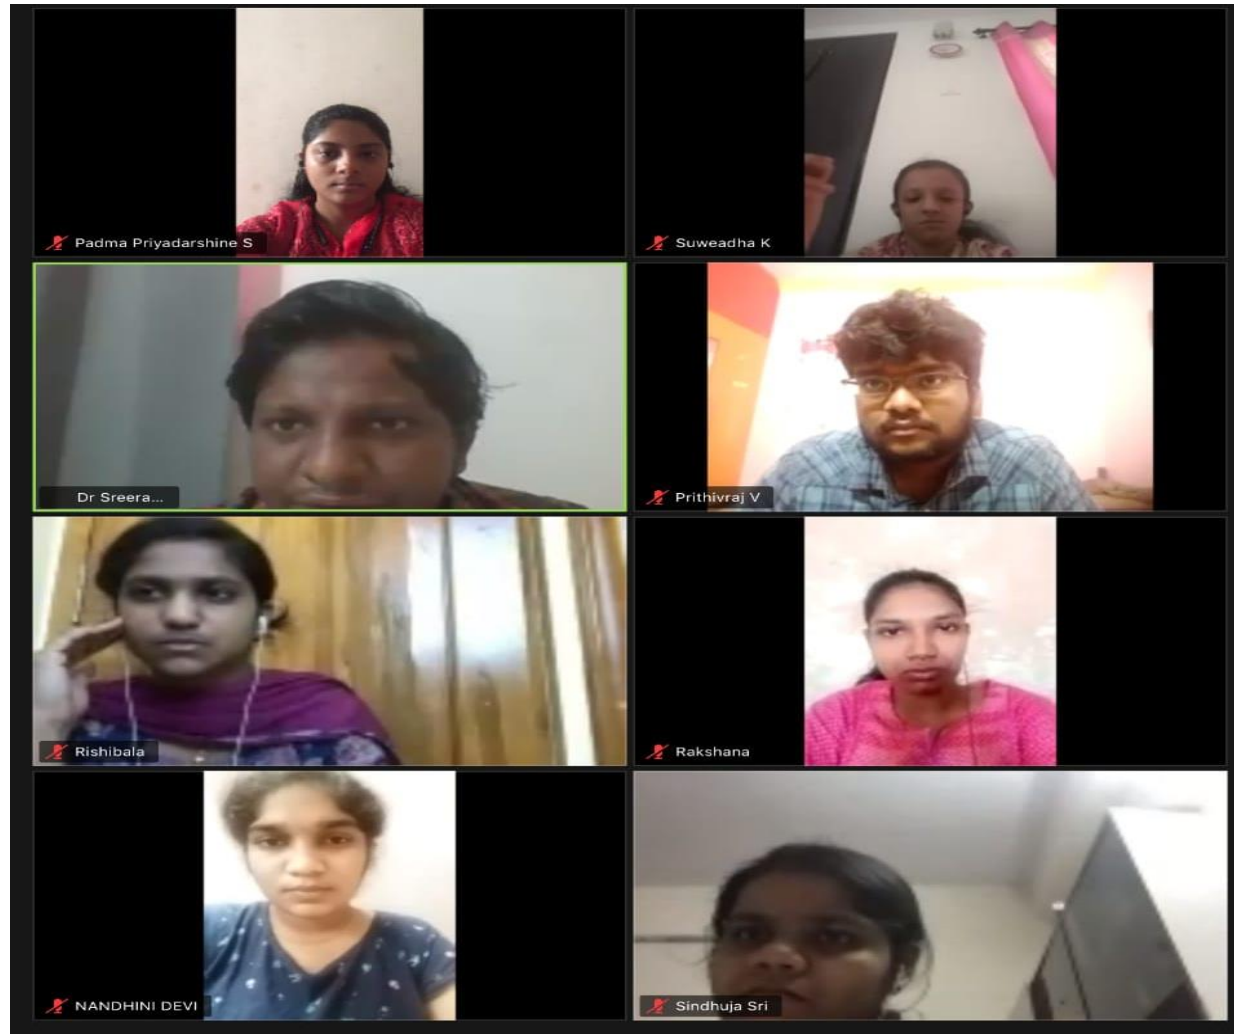 Padma Priyadarshine S
Suweadha K
Dr Sreera...
Prithivraj V
Rishibala
Rakshana
NANDHINI DEVI
Sindhuja Sri